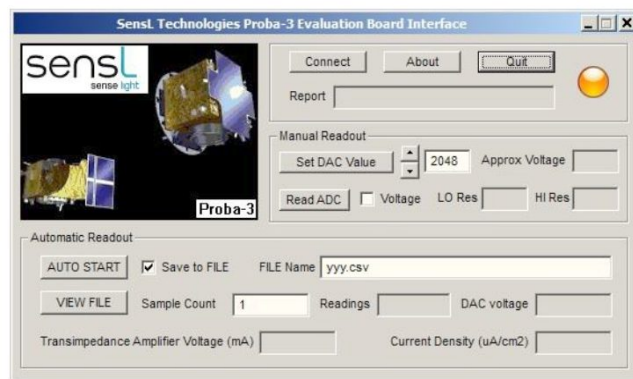 SensL Technologies Proba-3 Evaluation Board Interface
sensL
sense light
Proba-3
Connect About Quit
Report
Manual Readout
Set DAC Value 2048 Approx Voltage
Read ADC Voltage LO Res HI Res
Automatic Readout
AUTO START Save to FILE FILE Name yyy.csv
VIEW FILE Sample Count 1 Readings DAC voltage
Transimpedance Amplifier Voltage (mA) Current Density (uA/cm2)